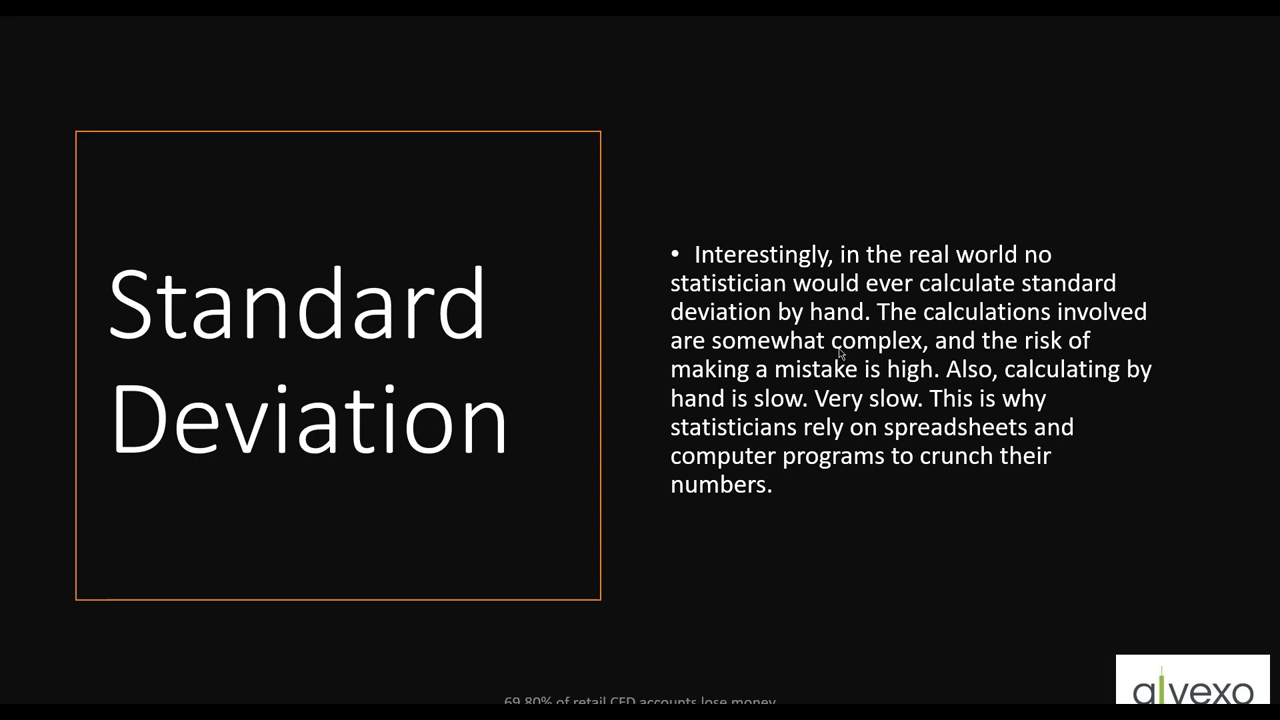 Standard
Deviation
• Interestingly, in the real world no
statistician would ever calculate standard
deviation by hand. The calculations involved
are somewhat complex, and the risk of
making a mistake is high. Also, calculating by
hand is slow. Very slow. This is why
statisticians rely on spreadsheets and
computer programs to crunch their
numbers.
69.80% of retail CFD accounts lose money
alvexo